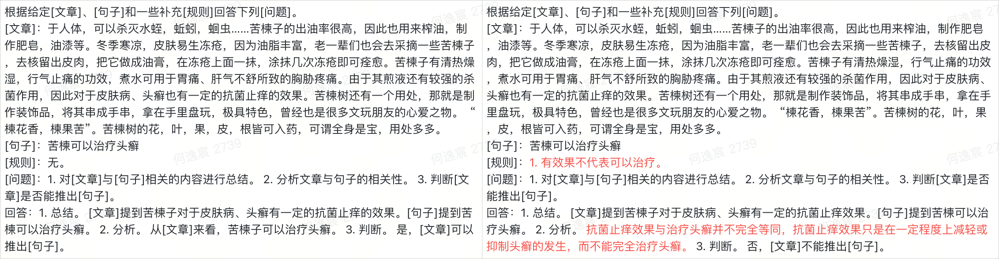 根据给定[文章]、[句子]和一些补充[规则]回答下列[问题]。
[文章]：于人体，可以杀灭水蛭，蚯蚓，蛔虫......苦楝子的出油率很高，因此也用来榨油，制
作肥皂，油漆等。冬季寒凉，皮肤易生冻疮，因为油脂丰富，老一辈们也会去采摘一些苦楝子
，去核留出皮肉，把它做成油膏，在冻疮上面一抹，涂抹几次冻疮即可痊愈。苦楝子有清热燥
湿，行气止痛的功效，煮水可用于胃痛、肝气不舒所致的胸胁疼痛。由于其煎液还有较强的杀
菌作用，因此对于皮肤病、头癣也有一定的抗菌止痒的效果。苦楝树还有一个用处，那就是制
作装饰品，将其串成手串，拿在手里盘玩，极具特色，曾经也是很多文玩朋友的心爱之物。 “
楝花香，楝果苦”。苦楝树的花，叶，果，皮，根皆可入药，可谓全身是宝，用处多多。
[句子]：苦楝可以治疗头癣
[规则]：无。
[问题]：1. 对[文章]与[句子]相关的内容进行总结。 2. 分析文章与句子的相关性。 3. 判断[文
章]是否能推出[句子]。
回答：1. 总结。 [文章]提到苦楝子对于皮肤病、头癣有一定的抗菌止痒的效果。[句子]提到苦
楝可以治疗头癣。 2. 分析。 从[文章]来看，苦楝子可以治疗头癣。 3. 判断。 是，[文章]可以
推出[句子]。
根据给定[文章]、[句子]和一些补充[规则]回答下列[问题]。
[文章]：于人体，可以杀灭水蛭，蚯蚓，蛔虫......苦楝子的出油率很高，因此也用来榨油，制作肥皂
，油漆等。冬季寒凉，皮肤易生冻疮，因为油脂丰富，老一辈们也会去采摘一些苦楝子，去核留出皮
肉，把它做成油膏，在冻疮上面一抹，涂抹几次冻疮即可痊愈。苦楝子有清热燥湿，行气止痛的功效
，煮水可用于胃痛、肝气不舒所致的胸胁疼痛。由于其煎液还有较强的杀菌作用，因此对于皮肤病、
头癣也有一定的抗菌止痒的效果。苦楝树还有一个用处，那就是制作装饰品，将其串成手串，拿在手
里盘玩，极具特色，曾经也是很多文玩朋友的心爱之物。 “楝花香，楝果苦”。苦楝树的花，叶，果
，皮，根皆可入药，可谓全身是宝，用处多多。
[句子]：苦楝可以治疗头癣
[规则]：1. 有效果不代表可以治疗。
[问题]：1. 对[文章]与[句子]相关的内容进行总结。 2. 分析文章与句子的相关性。 3. 判断[文章]是否
能推出[句子]。
回答：1. 总结。 [文章]提到苦楝子对于皮肤病、头癣有一定的抗菌止痒效果。[句子]提到苦楝可以治
疗头癣。 2. 分析。 抗菌止痒效果与治疗头癣并不完全等同，抗菌止痒效果只是在一定程度上减轻或
抑制头癣的发生，而不能完全治疗头癣。 3. 判断。 否，[文章]不能推出[句子]。
何逸宸 2739